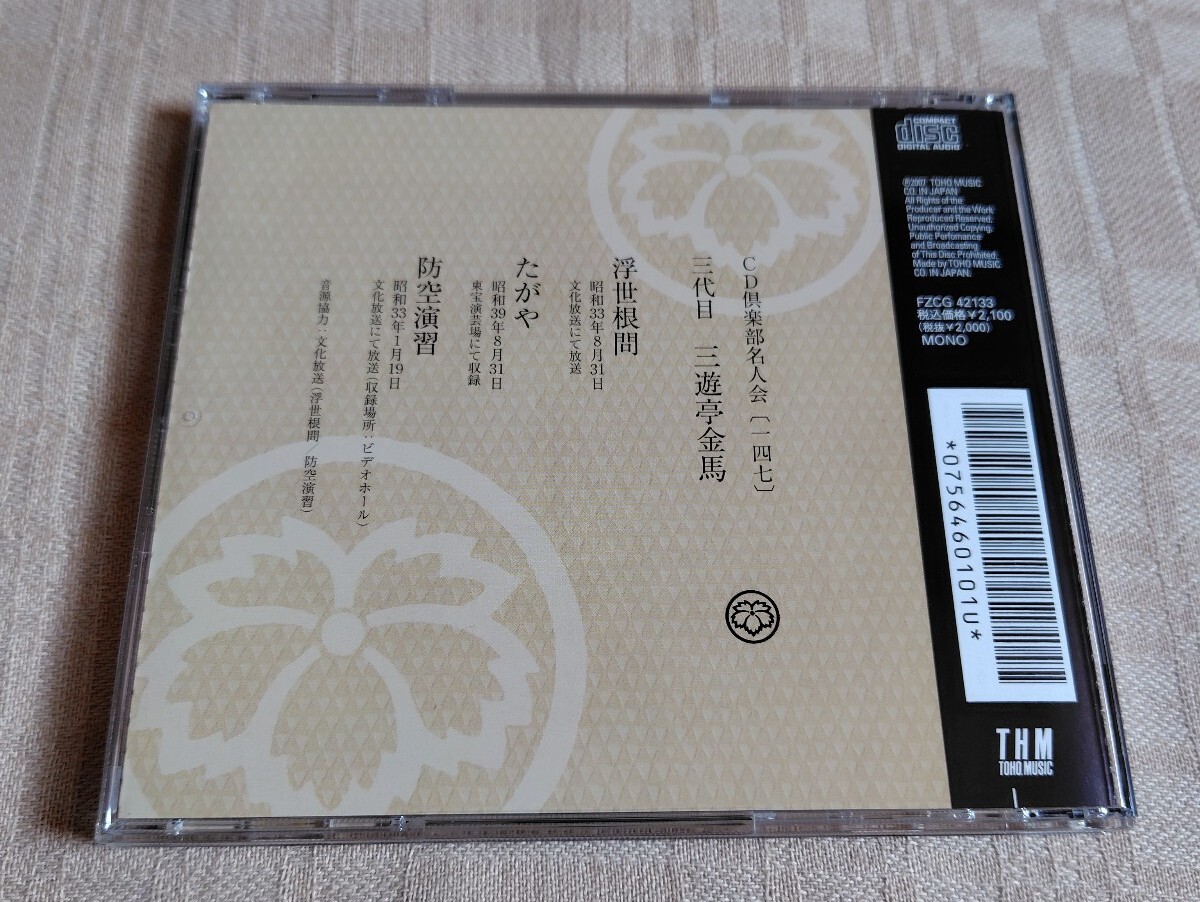 CD倶楽部名人会〔一四七〕
三代目 三遊亭金馬
浮世根問
昭和33年8月31日
文化放送にて放送
たがや
昭和39年8月31日
東宝演芸場にて収録
防空演習
昭和33年1月19日
文化放送にて放送(収録場所:ビデオホール)
音源協力:文化放送(浮世根問/防空演習)
COMPACT
disc
DIGITAL AUDIO
℗2007 TOHO MUSIC
CO. IN JAPAN
All Rights of the
Producer and the Work
Reproduced Reserved.
Unauthorized Copying,
Public Perfomance
and Broadcasting
of This Disc Prohibited.
Made by TOHO MUSIC
CO. IN JAPAN.
FZCG 42133
税込価格¥2,100
(税抜¥2,000)
MONO
*0756460101U*
THM
TOHO MUSIC